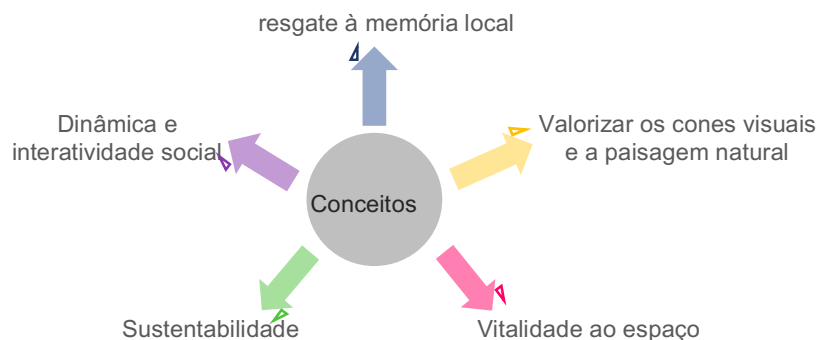 resgate à memória local
Dinâmica e
interatividade social
Valorizar os cones visuais
e a paisagem natural
Conceitos
Sustentabilidade
Vitalidade ao espaço